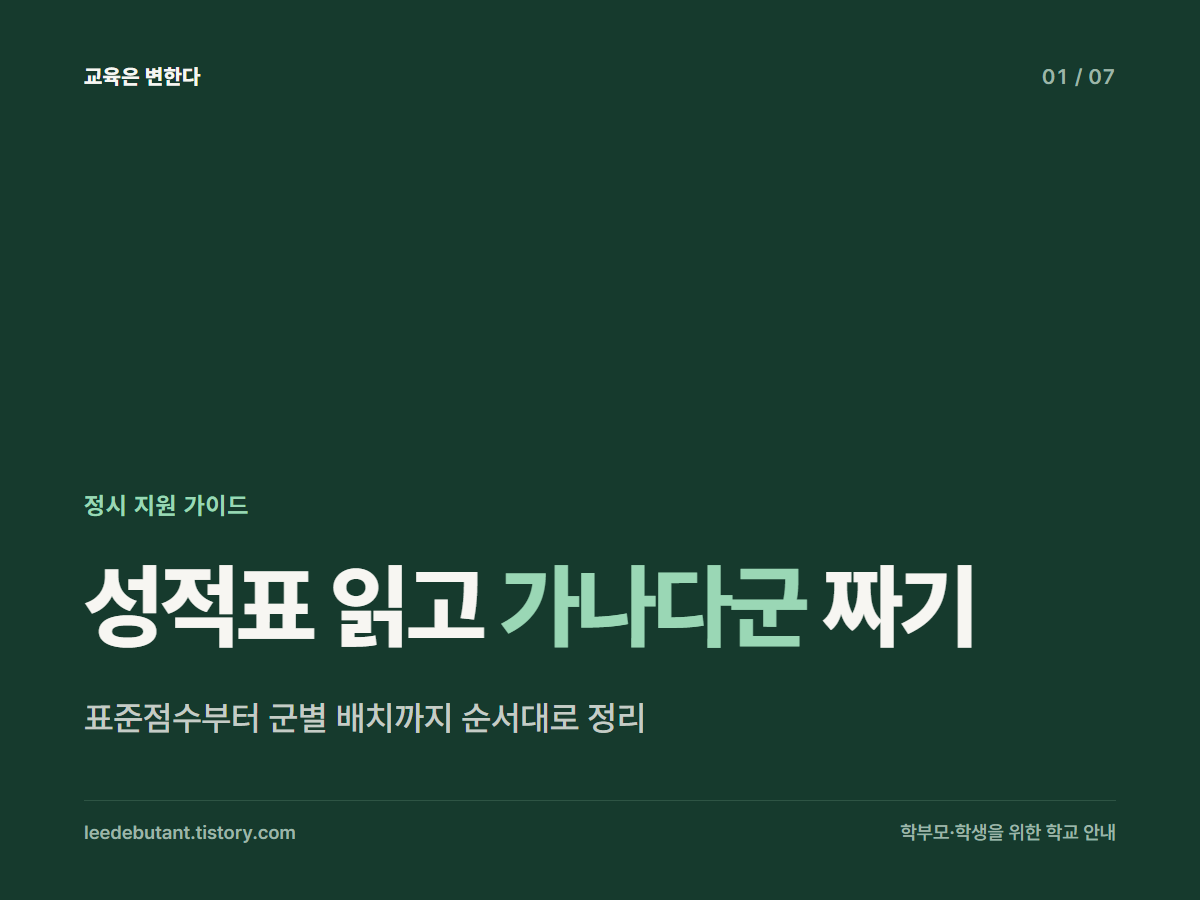 교육은 변한다
01 / 07
정시 지원 가이드
성적표 읽고 가나다군 짜기
표준점수부터 군별 배치까지 순서대로 정리
leedebutant.tistory.com
학부모·학생을 위한 학교 안내